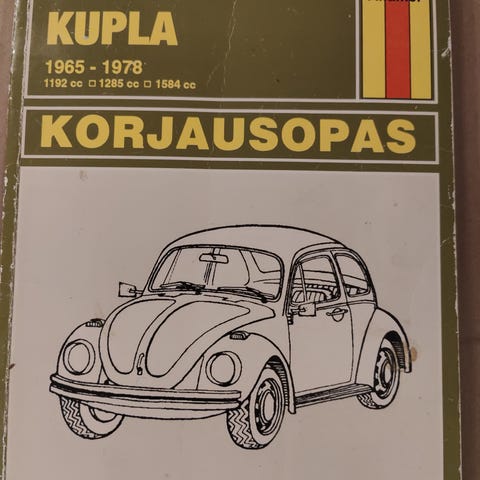 KUPLA
1965 - 1978
1192 cc □ 1285 cc □ 1584 cc
KORJAUSOPAS